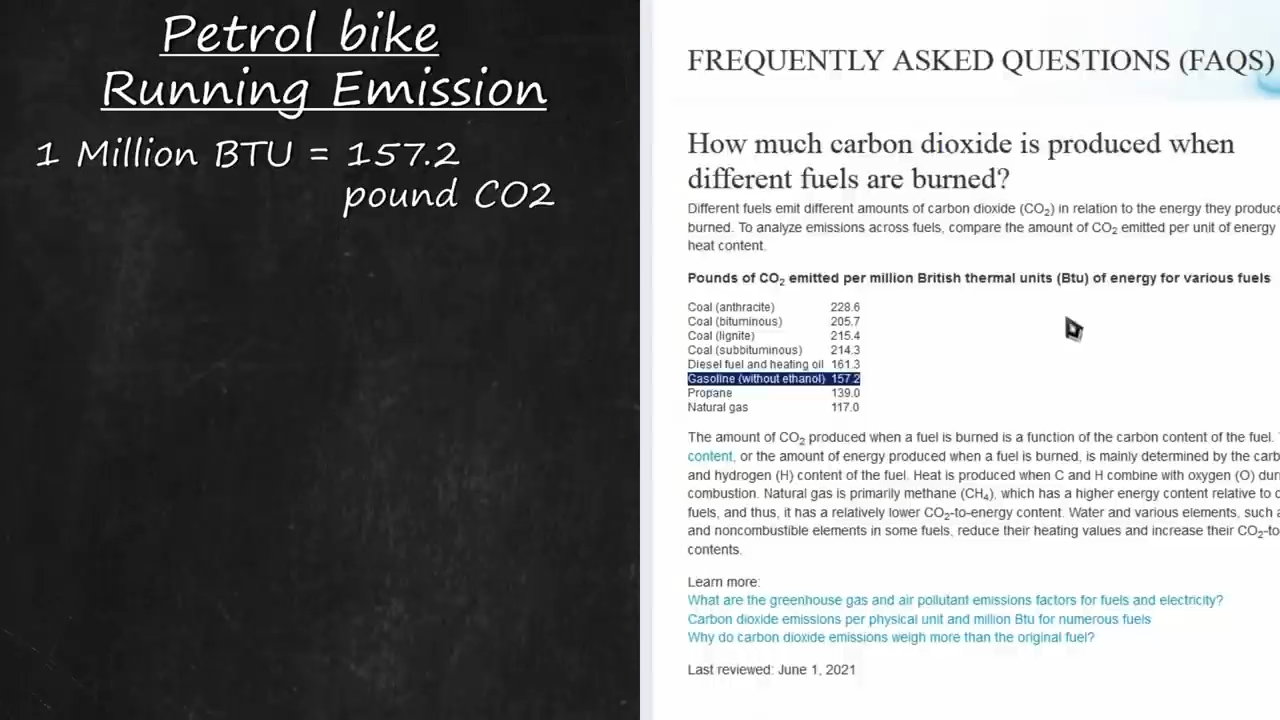 Petrol bike
Running Emission
1 Million BTU = 157.2
pound CO2
FREQUENTLY ASKED QUESTIONS (FAQS)
How much carbon dioxide is produced when
different fuels are burned?
Different fuels emit different amounts of carbon dioxide (CO2) in relation to the energy they produce
burned. To analyze emissions across fuels, compare the amount of CO2 emitted per unit of energy
heat content.
Pounds of CO2 emitted per million British thermal units (Btu) of energy for various fuels
Coal (anthracite) 228.6
Coal (bituminous) 205.7
Coal (lignite) 215.4
Coal (subbituminous) 214.3
Diesel fuel and heating oil 161.3
Gasoline (without ethanol) 157.2
Propane 139.0
Natural gas 117.0
The amount of CO2 produced when a fuel is burned is a function of the carbon content of the fuel.
content, or the amount of energy produced when a fuel is burned, is mainly determined by the carb
and hydrogen (H) content of the fuel. Heat is produced when C and H combine with oxygen (O) duri
combustion. Natural gas is primarily methane (CH4), which has a higher energy content relative to o
fuels, and thus, it has a relatively lower CO2-to-energy content. Water and various elements, such a
and noncombustible elements in some fuels, reduce their heating values and increase their CO2-to
contents.
Learn more:
What are the greenhouse gas and air pollutant emissions factors for fuels and electricity?
Carbon dioxide emissions per physical unit and million Btu for numerous fuels
Why do carbon dioxide emissions weigh more than the original fuel?
Last reviewed: June 1, 2021